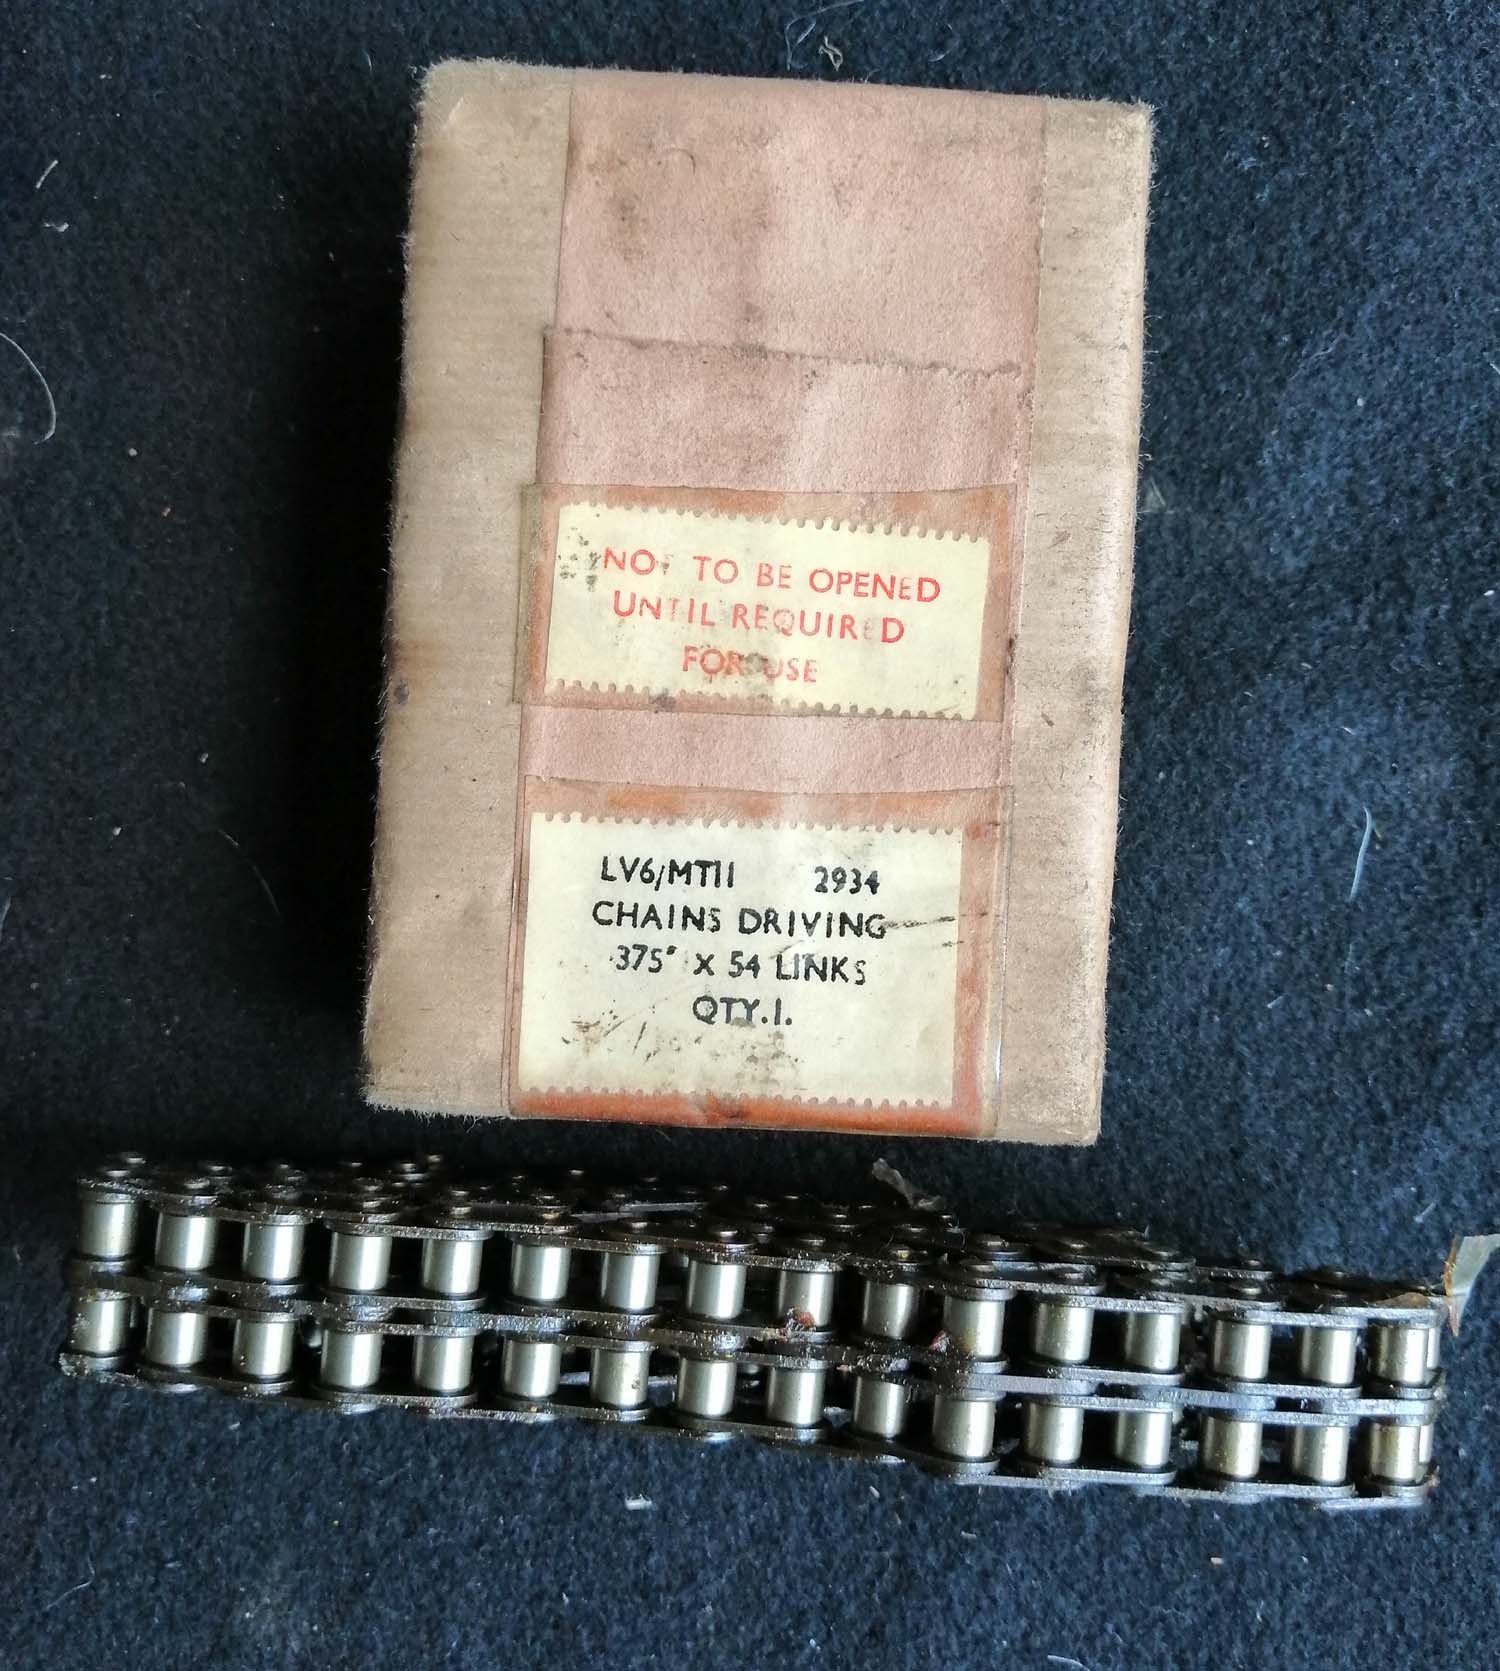 NOT TO BE OPENED
UNTIL REQUIRED
FOR USE
LV6/MT11 2934
CHAINS DRIVING
·375" X 54 LINKS
QTY.1.